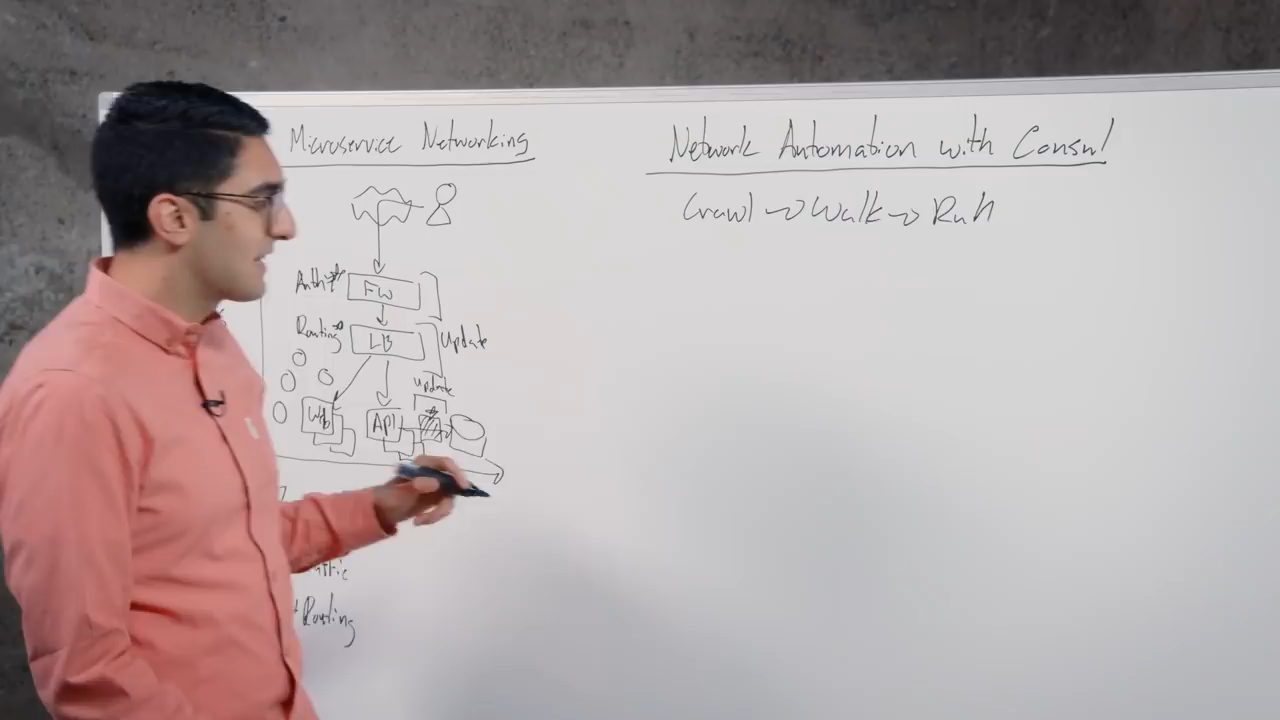 Microservice Networking
Network Automation with Consul
Crawl → Walk → Run
Auth
FW
Routing
LB
Update
Update
Web
API
Routing